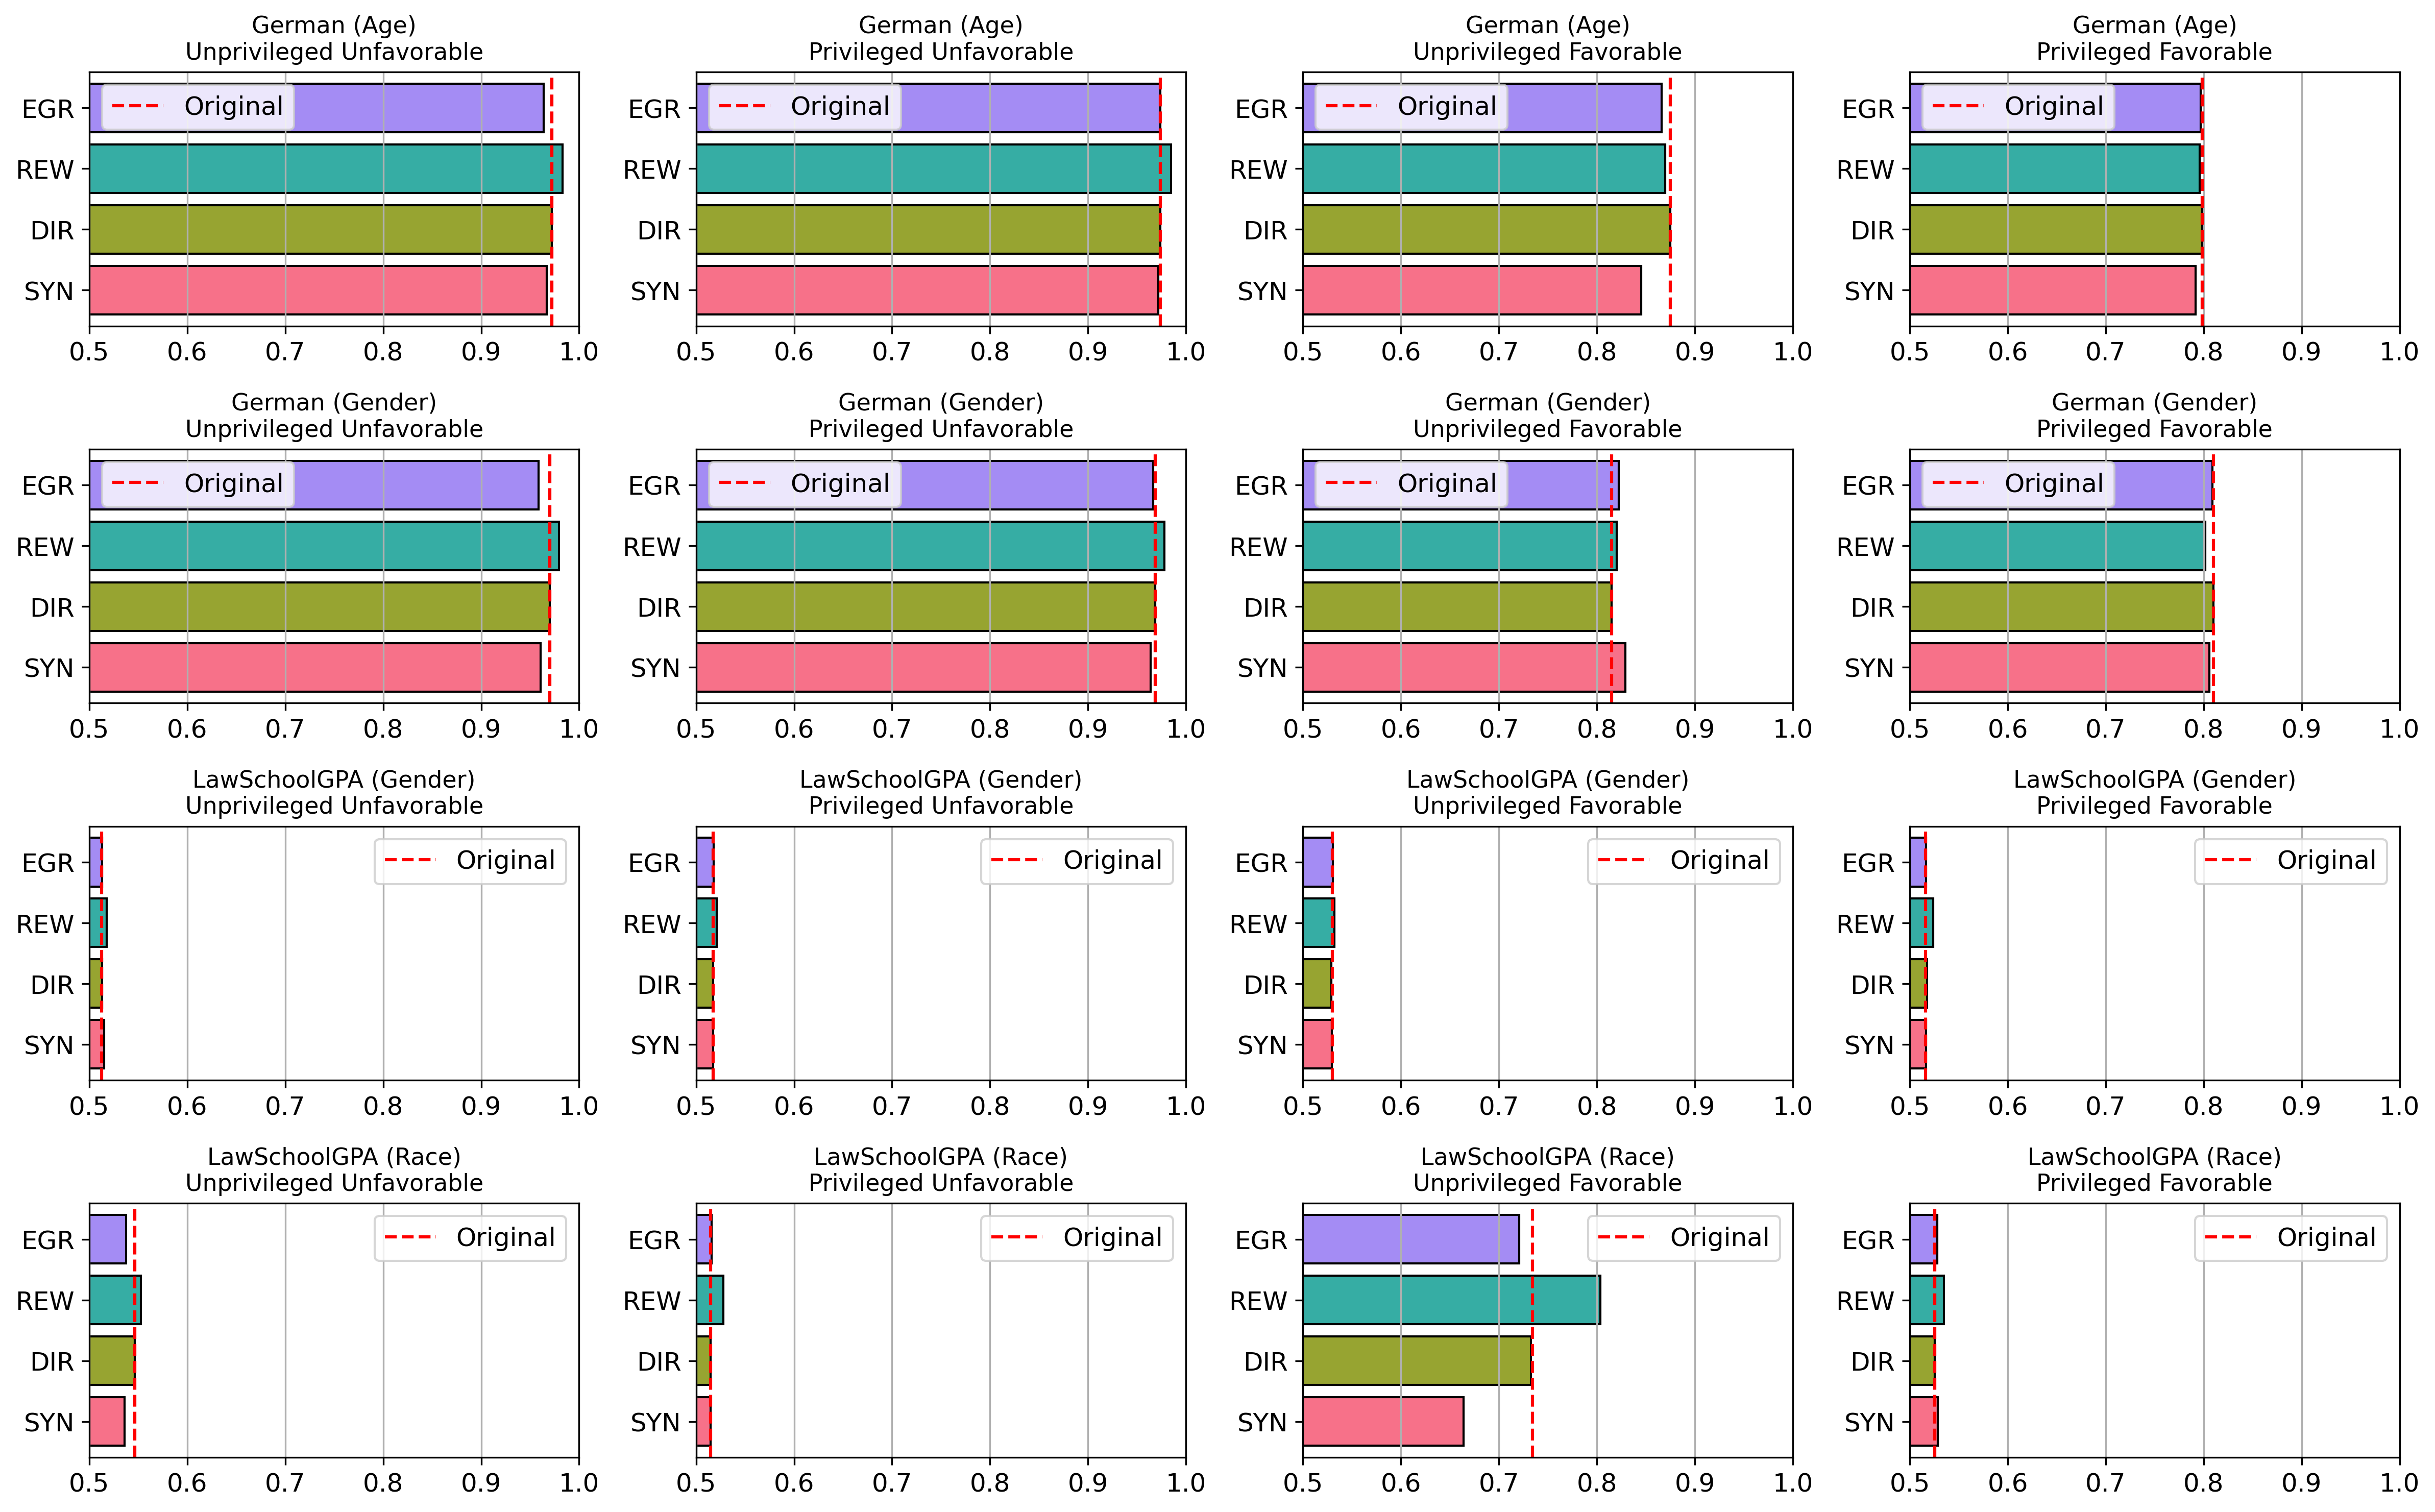 German (Age)
Unprivileged Unfavorable
EGR
REW
DIR
SYN
Original
0.5 0.6 0.7 0.8 0.9 1.0
German (Age)
Privileged Unfavorable
EGR
REW
DIR
SYN
Original
0.5 0.6 0.7 0.8 0.9 1.0
German (Age)
Unprivileged Favorable
EGR
REW
DIR
SYN
Original
0.5 0.6 0.7 0.8 0.9 1.0
German (Age)
Privileged Favorable
EGR
REW
DIR
SYN
Original
0.5 0.6 0.7 0.8 0.9 1.0
German (Gender)
Unprivileged Unfavorable
EGR
REW
DIR
SYN
Original
0.5 0.6 0.7 0.8 0.9 1.0
German (Gender)
Privileged Unfavorable
EGR
REW
DIR
SYN
Original
0.5 0.6 0.7 0.8 0.9 1.0
German (Gender)
Unprivileged Favorable
EGR
REW
DIR
SYN
Original
0.5 0.6 0.7 0.8 0.9 1.0
German (Gender)
Privileged Favorable
EGR
REW
DIR
SYN
Original
0.5 0.6 0.7 0.8 0.9 1.0
LawSchoolGPA (Gender)
Unprivileged Unfavorable
EGR
REW
DIR
SYN
Original
0.5 0.6 0.7 0.8 0.9 1.0
LawSchoolGPA (Gender)
Privileged Unfavorable
EGR
REW
DIR
SYN
Original
0.5 0.6 0.7 0.8 0.9 1.0
LawSchoolGPA (Gender)
Unprivileged Favorable
EGR
REW
DIR
SYN
Original
0.5 0.6 0.7 0.8 0.9 1.0
LawSchoolGPA (Gender)
Privileged Favorable
EGR
REW
DIR
SYN
Original
0.5 0.6 0.7 0.8 0.9 1.0
LawSchoolGPA (Race)
Unprivileged Unfavorable
EGR
REW
DIR
SYN
Original
0.5 0.6 0.7 0.8 0.9 1.0
LawSchoolGPA (Race)
Privileged Unfavorable
EGR
REW
DIR
SYN
Original
0.5 0.6 0.7 0.8 0.9 1.0
LawSchoolGPA (Race)
Unprivileged Favorable
EGR
REW
DIR
SYN
Original
0.5 0.6 0.7 0.8 0.9 1.0
LawSchoolGPA (Race)
Privileged Favorable
EGR
REW
DIR
SYN
Original
0.5 0.6 0.7 0.8 0.9 1.0